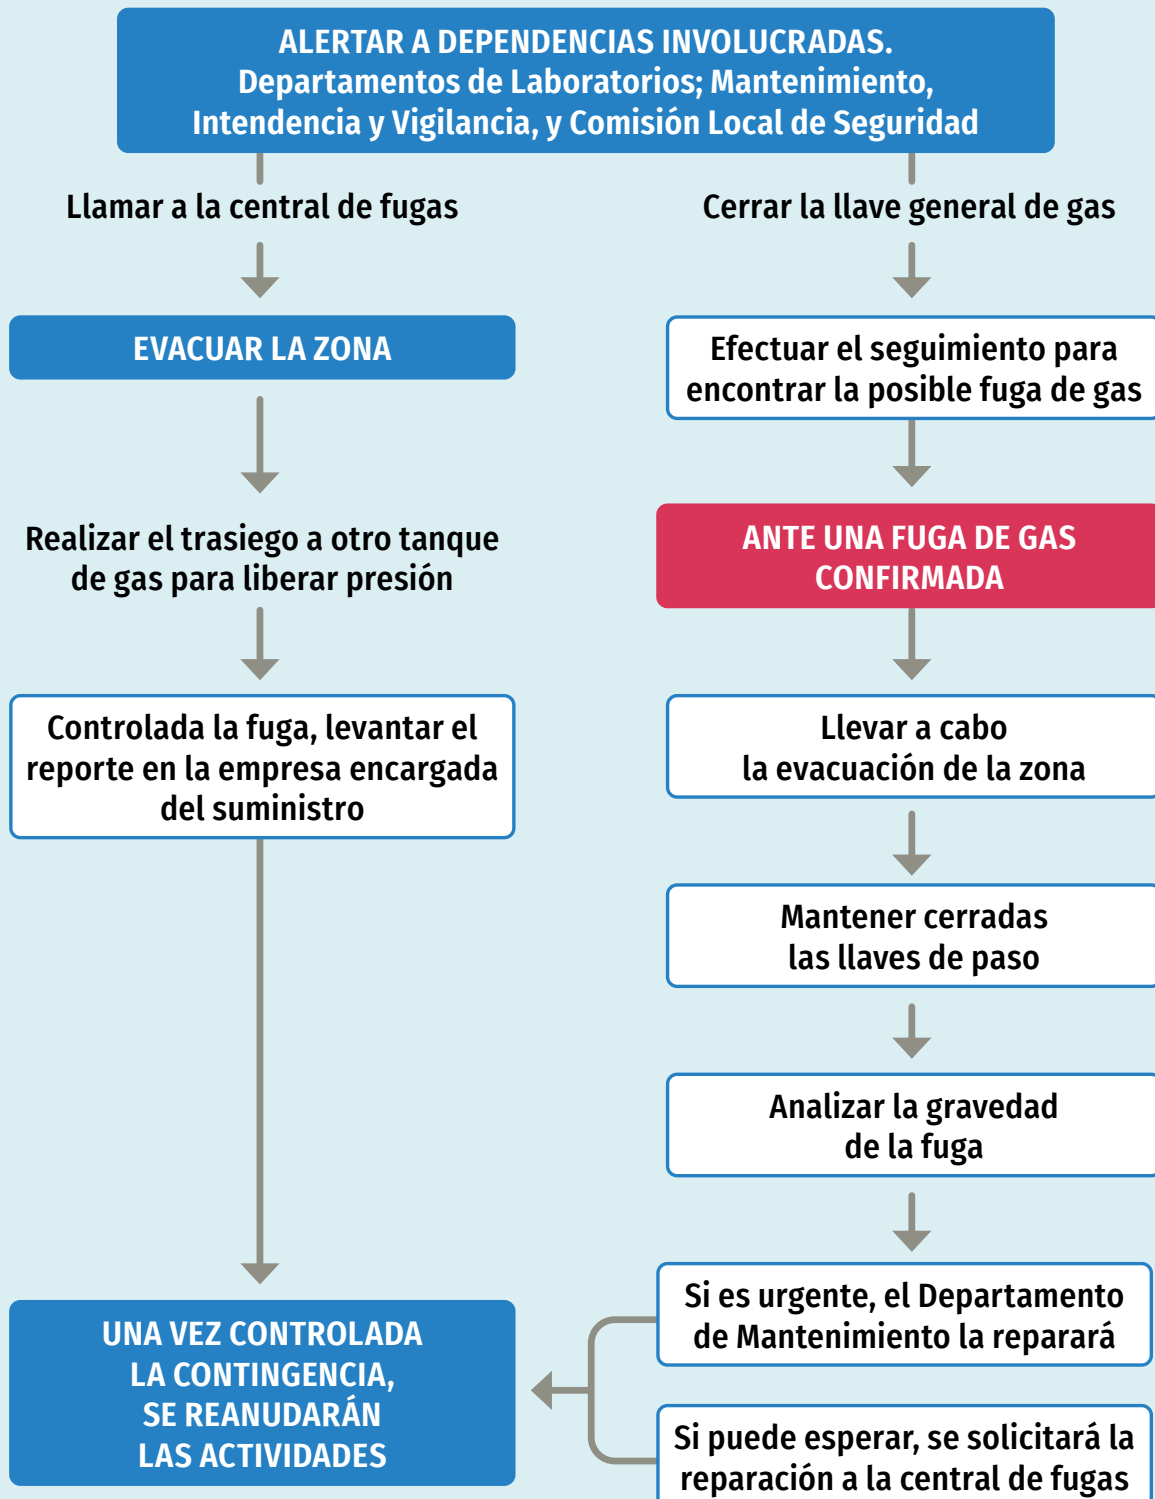 ALERTAR A DEPENDENCIAS INVOLUCRADAS.
Departamentos de Laboratorios; Mantenimiento,
Intendencia y Vigilancia, y Comisión Local de Seguridad
Llamar a la central de fugas
EVACUAR LA ZONA
Realizar el trasiego a otro tanque
de gas para liberar presión
Controlada la fuga, levantar el
reporte en la empresa encargada
del suministro
Cerrar la llave general de gas
Efectuar el seguimiento para
encontrar la posible fuga de gas
ANTE UNA FUGA DE GAS
CONFIRMADA
Llevar a cabo
la evacuación de la zona
Mantener cerradas
las llaves de paso
Analizar la gravedad
de la fuga
Si es urgente, el Departamento
de Mantenimiento la reparará
Si puede esperar, se solicitará la
reparación a la central de fugas
UNA VEZ CONTROLADA
LA CONTINGENCIA,
SE REANUDARÁN
LAS ACTIVIDADES